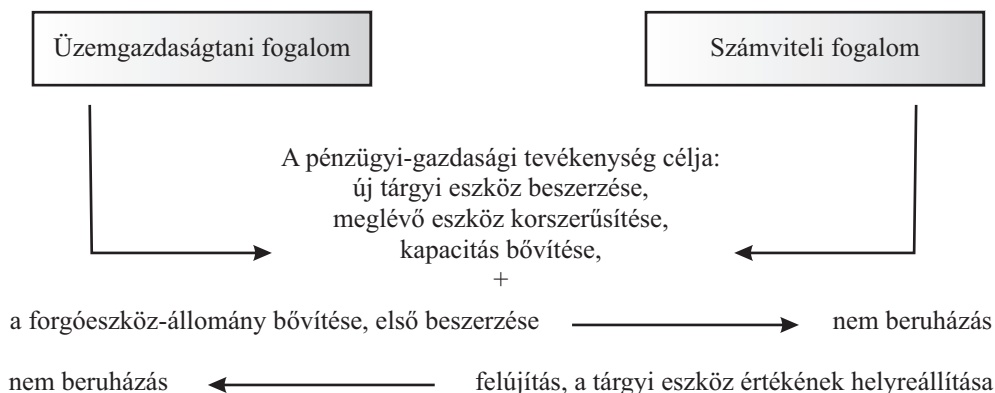 Üzemgazdaságtani fogalom
Számviteli fogalom
A pénzügyi-gazdasági tevékenység célja:
új tárgyi eszköz beszerzése,
meglévő eszköz korszerűsítése,
kapacitás bővítése,
+
a forgóeszköz-állomány bővítése, első beszerzése
nem beruházás
nem beruházás
felújítás, a tárgyi eszköz értékének helyreállítása